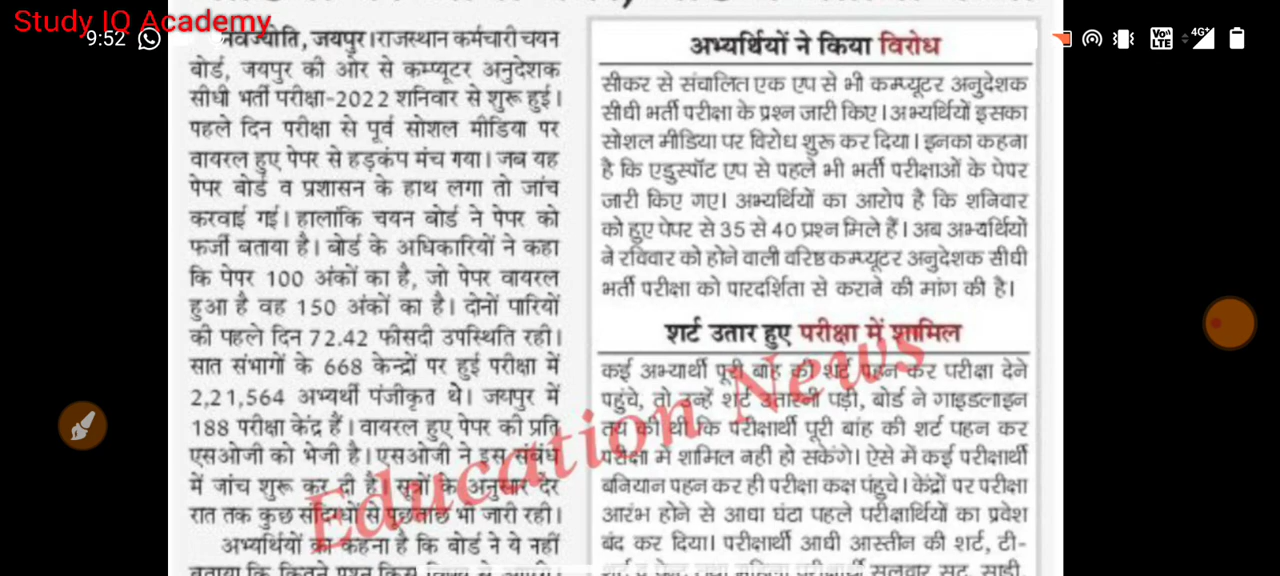 Study IQ Academy
9:52
VoLTE
4G+
नवज्योति, जयपुर।राजस्थान कर्मचारी चयन
बोर्ड, जयपुर की ओर से कम्प्यूटर अनुदेशक
सीधी भर्ती परीक्षा-2022 शनिवार से शुरू हुई।
पहले दिन परीक्षा से पूर्व सोशल मीडिया पर
वायरल हुए पेपर से हड़कंप मंच गया। जब यह
पेपर बोर्ड व प्रशासन के हाथ लगा तो जांच
करवाई गई। हालांकि चयन बोर्ड ने पेपर को
फर्जी बताया है। बोर्ड के अधिकारियों ने कहा
कि पेपर 100 अंकों का है, जो पेपर वायरल
हुआ है वह 150 अंकों का है। दोनों पारियों
की पहले दिन 72.42 फीसदी उपस्थिति रही।
सात संभागों के 668 केन्द्रों पर हुई परीक्षा में
2,21,564 अभ्यर्थी पंजीकृत थे। जयपुर में
188 परीक्षा केंद्र हैं। वायरल हुए पेपर की प्रति
एसओजी को भेजी है। एसओजी ने इस संबंध
में जांच शुरू कर दी है। सूत्रों के अनुसार देर
रात तक कुछ संदिग्धों से पूछताछ भी जारी रही।
अभ्यर्थियों का कहना है कि बोर्ड ने ये नहीं
बताया कि कितने प्रश्न किस
अभ्यर्थियों ने किया विरोध
सीकर से संचालित एक एप से भी कम्प्यूटर अनुदेशक
सीधी भर्ती परीक्षा के प्रश्न जारी किए। अभ्यर्थियों इसका
सोशल मीडिया पर विरोध शुरू कर दिया। इनका कहना
है कि एडुस्पॉट एप से पहले भी भर्ती परीक्षाओं के पेपर
जारी किए गए। अभ्यर्थियों का आरोप है कि शनिवार
को हुए पेपर से 35 से 40 प्रश्न मिले हैं। अब अभ्यर्थियों
ने रविवार को होने वाली वरिष्ठ कम्प्यूटर अनुदेशक सीधी
भर्ती परीक्षा को पारदर्शिता से कराने की मांग की है।
शर्ट उतार हुए परीक्षा में शामिल
कई अभ्यार्थी पूरी बांह की शर्ट पहन कर परीक्षा देने
पहुंचे, तो उन्हें शर्ट उतारनी पड़ी, बोर्ड ने गाइडलाइन
तय की थी कि परीक्षार्थी पूरी बांह की शर्ट पहन कर
परीक्षा में शामिल नहीं हो सकेंगे। ऐसे में कई परीक्षार्थी
बनियान पहन कर ही परीक्षा कक्ष पंहुचे। केंद्रों पर परीक्षा
आरंभ होने से आधा घंटा पहले परीक्षार्थियों का प्रवेश
बंद कर दिया। परीक्षार्थी आधी आस्तीन की शर्ट, टी-
सलवार सूट, साड़ी,
Education News